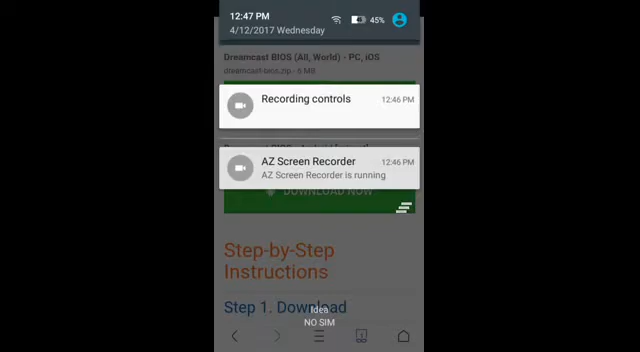 12:47 PM 45%
4/12/2017 Wednesday
Dreamcast BIOS (All, World) - PC, iOS
dreamcast-bios.zip - 6 MB
Recording controls 12:46 PM
AZ Screen Recorder 12:46 PM
AZ Screen Recorder is running
DOWNLOAD NOW
Step-by-Step
Instructions
Step 1. Download
Idea
NO SIM
1